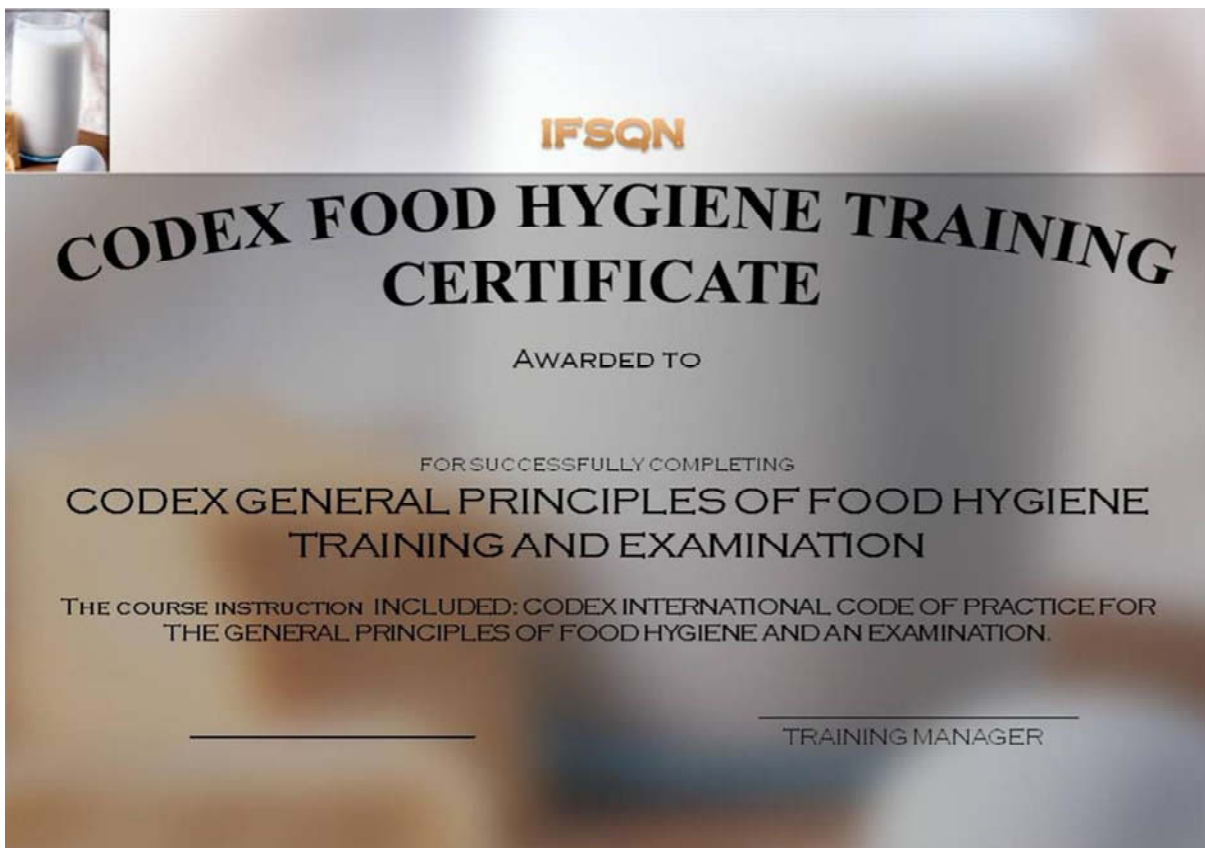 IFSQN
CODEX FOOD HYGIENE TRAINING
CERTIFICATE
AWARDED TO
FOR SUCCESSFULLY COMPLETING
CODEX GENERAL PRINCIPLES OF FOOD HYGIENE
TRAINING AND EXAMINATION
THE COURSE INSTRUCTION INCLUDED: CODEX INTERNATIONAL CODE OF PRACTICE FOR
THE GENERAL PRINCIPLES OF FOOD HYGIENE AND AN EXAMINATION.
TRAINING MANAGER